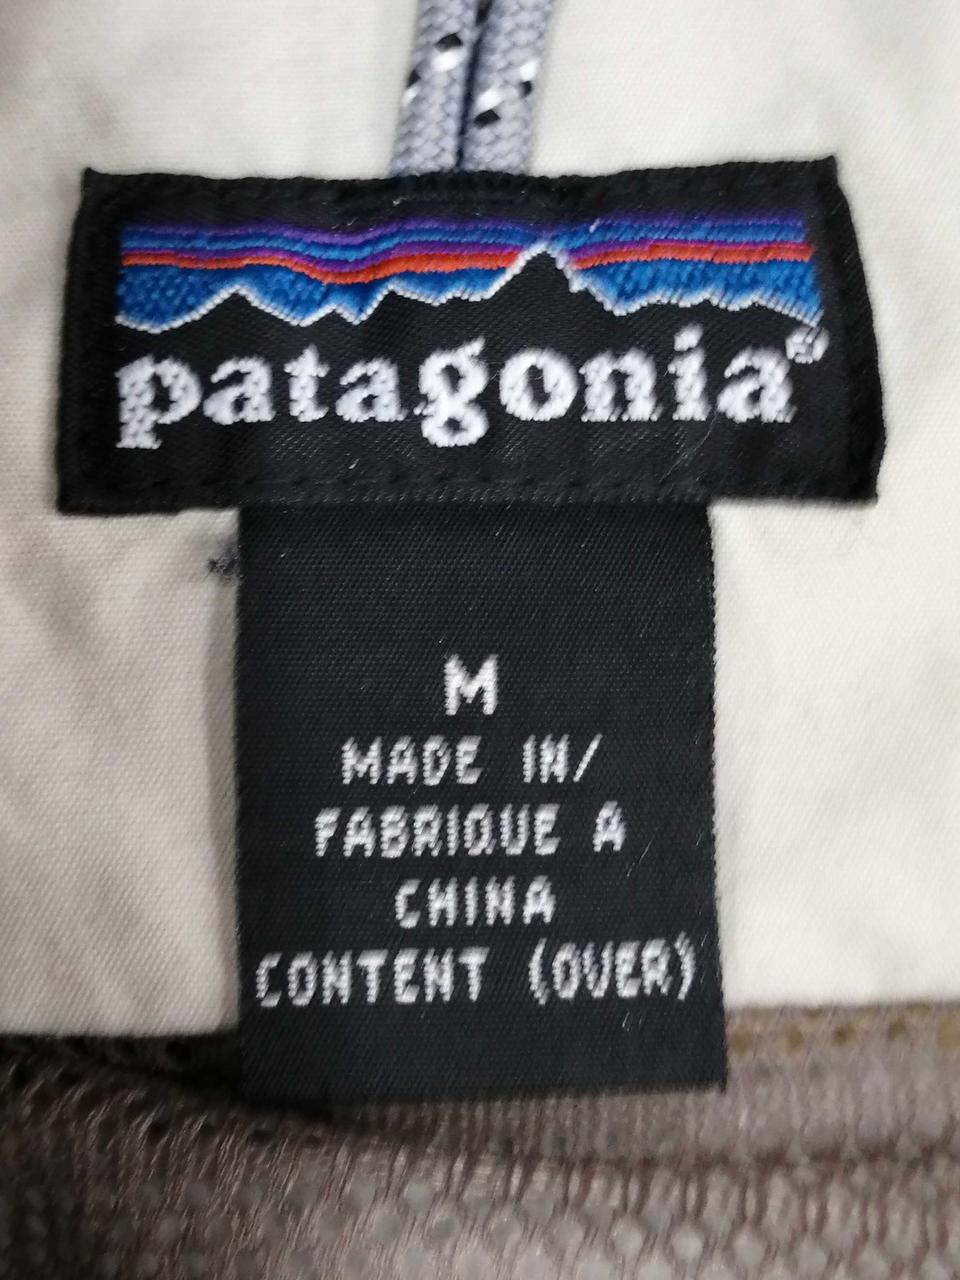 patagonia®
M
MADE IN/
FABRIQUE A
CHINA
CONTENT (OVER)